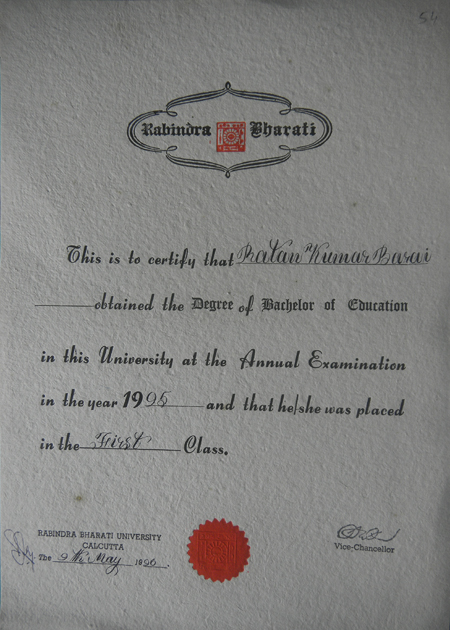 54
Rabindra Bharati
This is to certify that Ratan Kumar Barai
obtained the Degree of Bachelor of Education
in this University at the Annual Examination
in the year 1995 and that he/she was placed
in the First Class.
RABINDRA BHARATI UNIVERSITY
CALCUTTA
The 9th May 1996.
Vice-Chancellor